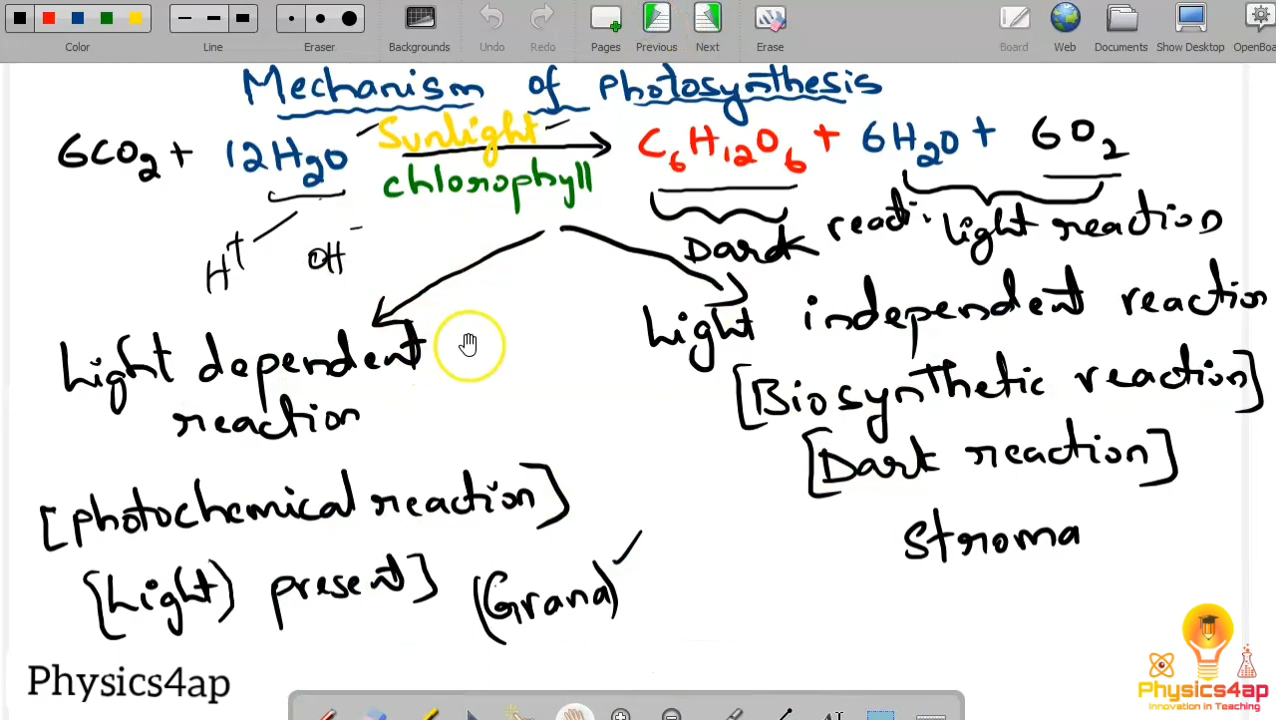 Color
Line
Eraser
Backgrounds
Undo
Redo
Pages
Previous
Next
Erase
Board
Web
Documents
Show Desktop
OpenBoa
Mechanism of photosynthesis
6CO2 + 12H2O Sunlight chlorophyll C6H12O6 + 6H2O + 6O2
H+ OH-
Dark reacti. light reaction
Light dependent reaction
[photochemical reaction]
[Light) present] (Grana)
Light independent reaction
[Biosynthetic reaction]
[Dark reaction]
Stroma
Physics4ap
Physics4ap
Innovation in Teaching